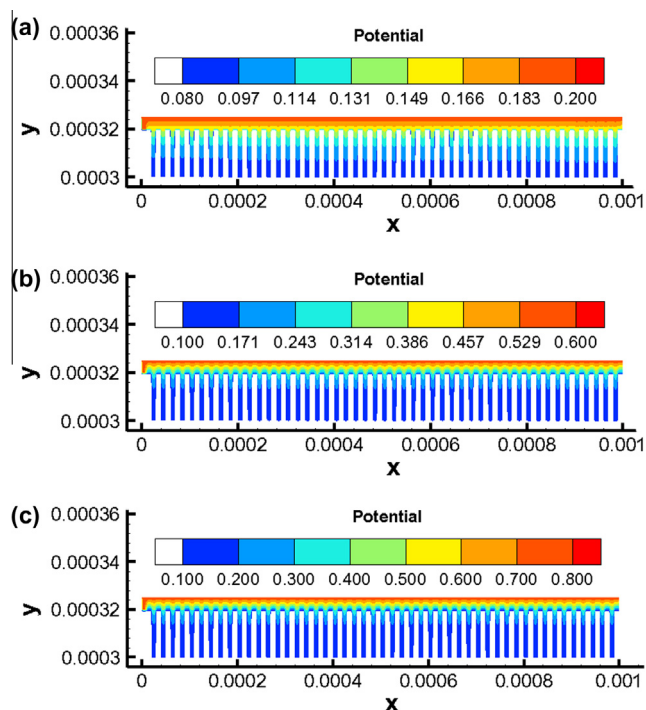 (a)
0.00036
Potential
0.00034
0.080 0.097 0.114 0.131 0.149 0.166 0.183 0.200
y
0.00032
0.0003
0 0.0002 0.0004 0.0006 0.0008 0.001
x
(b)
0.00036
Potential
0.00034
0.100 0.171 0.243 0.314 0.386 0.457 0.529 0.600
y
0.00032
0.0003
0 0.0002 0.0004 0.0006 0.0008 0.001
x
(c)
0.00036
Potential
0.00034
0.100 0.200 0.300 0.400 0.500 0.600 0.700 0.800
y
0.00032
0.0003
0 0.0002 0.0004 0.0006 0.0008 0.001
x